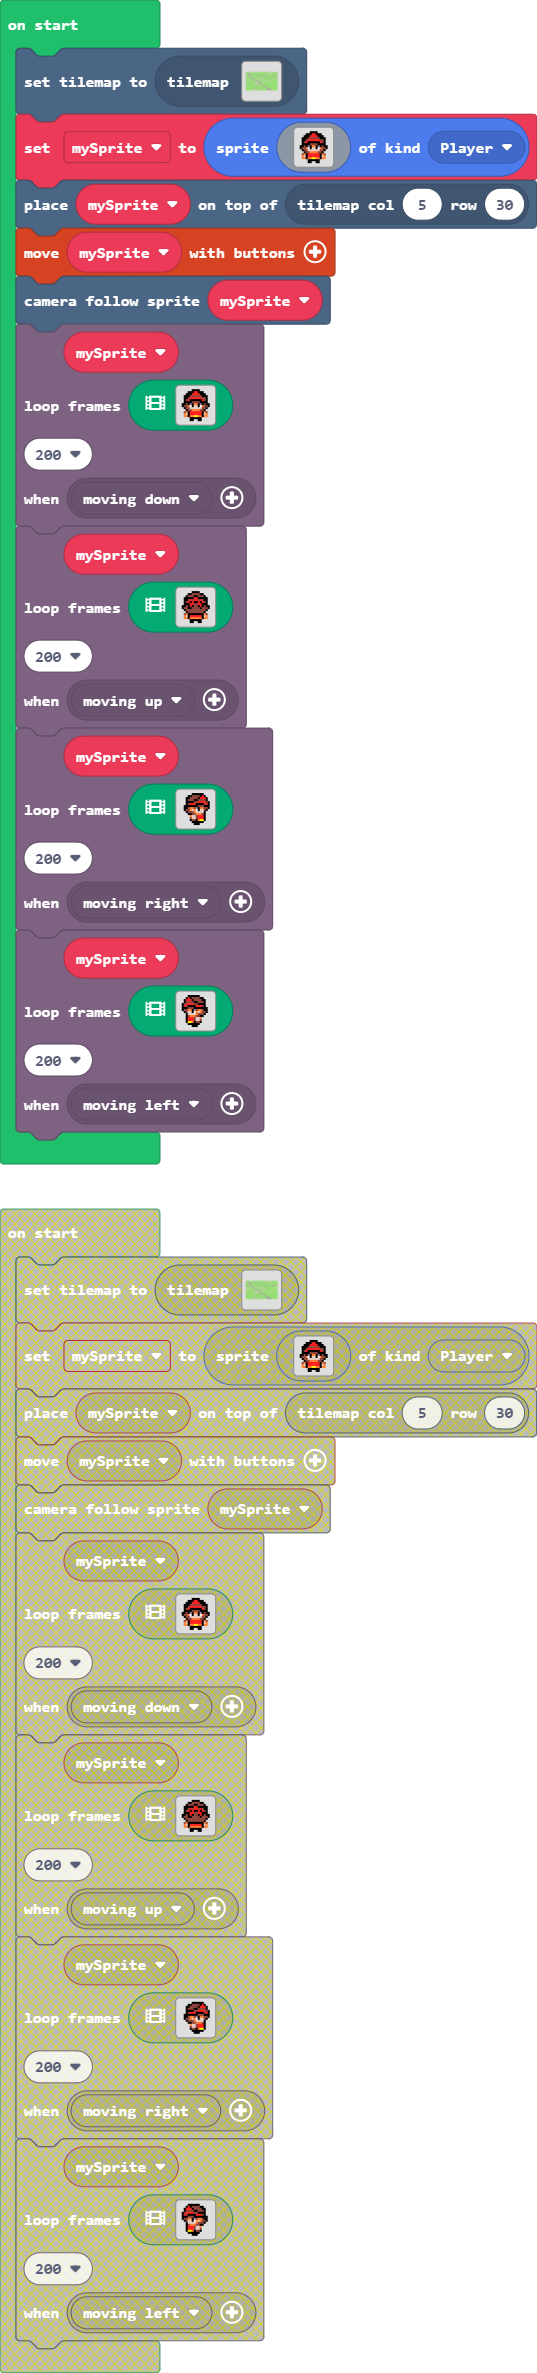 on start
set tilemap to tilemap
set mySprite to sprite of kind Player
place mySprite on top of tilemap col 5 row 30
move mySprite with buttons
camera follow sprite mySprite
mySprite
loop frames
200
when moving down
mySprite
loop frames
200
when moving up
mySprite
loop frames
200
when moving right
mySprite
loop frames
200
when moving left
on start
set tilemap to tilemap
set mySprite to sprite of kind Player
place mySprite on top of tilemap col 5 row 30
move mySprite with buttons
camera follow sprite mySprite
mySprite
loop frames
200
when moving down
mySprite
loop frames
200
when moving up
mySprite
loop frames
200
when moving right
mySprite
loop frames
200
when moving left